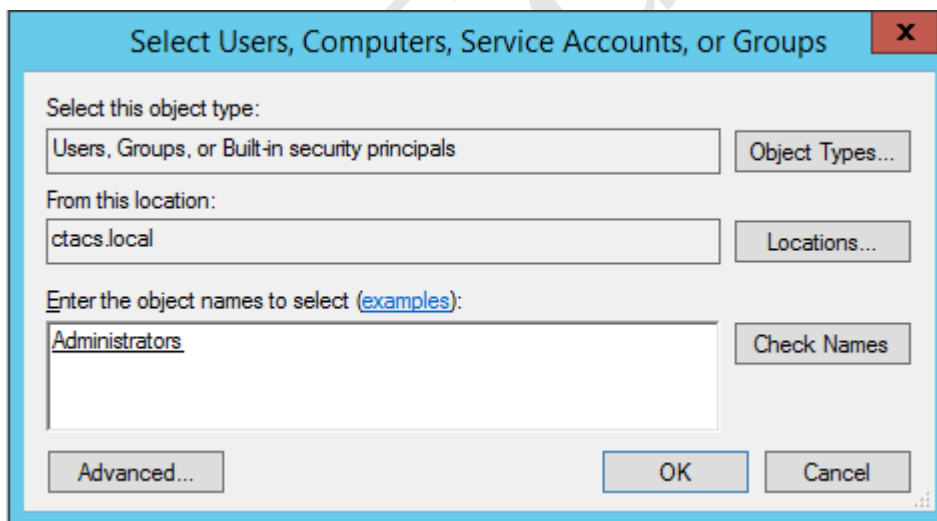 Select Users, Computers, Service Accounts, or Groups
x
Select this object type:
Users, Groups, or Built-in security principals
Object Types...
From this location:
ctacs.local
Locations...
Enter the object names to select (examples):
Administrators
Check Names
Advanced...
OK
Cancel